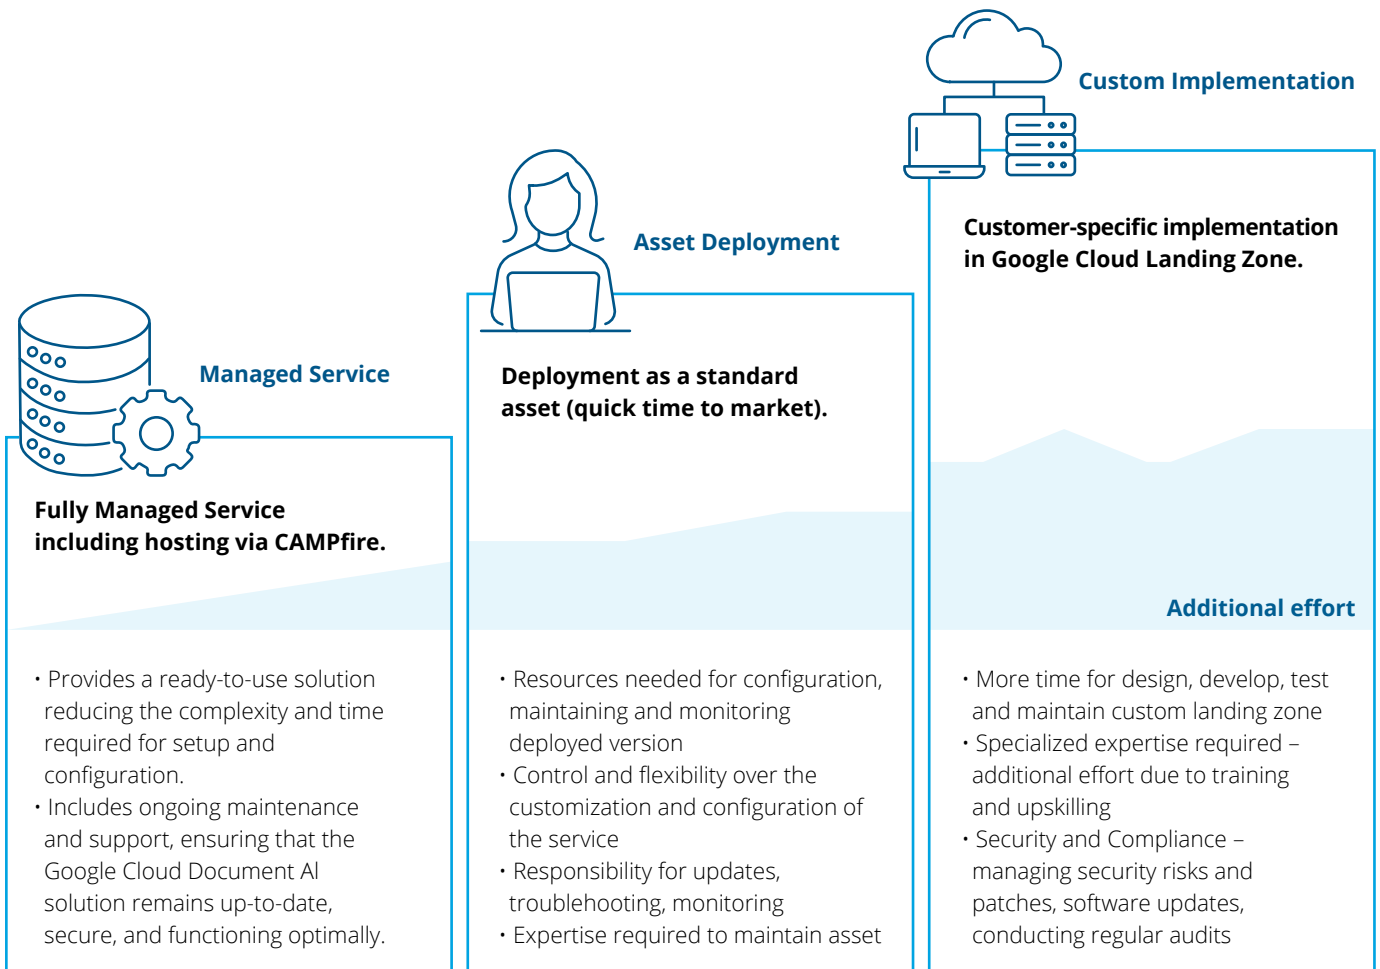 Custom Implementation
Customer-specific implementation
in Google Cloud Landing Zone.
Asset Deployment
Deployment as a standard
asset (quick time to market).
Managed Service
Fully Managed Service
including hosting via CAMPfire.
Additional effort
• Provides a ready-to-use solution
reducing the complexity and time
required for setup and
configuration.
• Includes ongoing maintenance
and support, ensuring that the
Google Cloud Document AI
solution remains up-to-date,
secure, and functioning optimally.
• Resources needed for configuration,
maintaining and monitoring
deployed version
• Control and flexibility over the
customization and configuration of
the service
• Responsibility for updates,
troublehooting, monitoring
• Expertise required to maintain asset
• More time for design, develop, test
and maintain custom landing zone
• Specialized expertise required –
additional effort due to training
and upskilling
• Security and Compliance –
managing security risks and
patches, software updates,
conducting regular audits